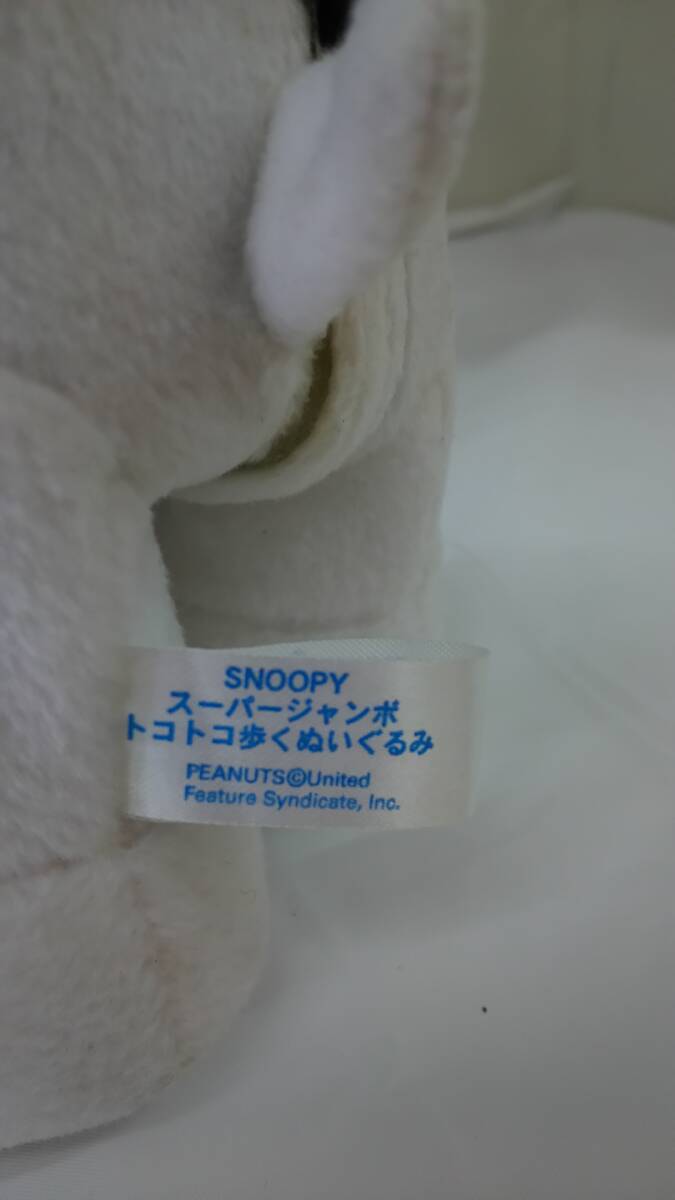 SNOOPY
スーパージャンボ
トコトコ歩くぬいぐるみ
PEANUTS©United
Feature Syndicate, Inc.